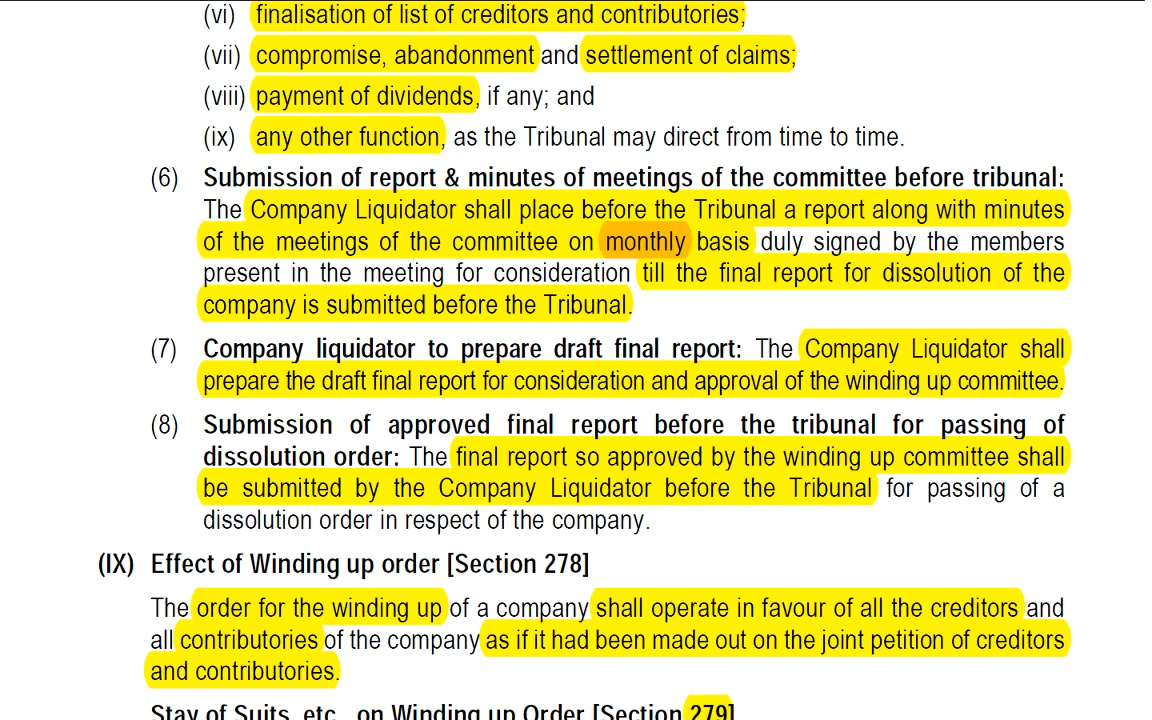 (vi) finalisation of list of creditors and contributories;
(vii) compromise, abandonment and settlement of claims;
(viii) payment of dividends, if any; and
(ix) any other function, as the Tribunal may direct from time to time.
(6) Submission of report & minutes of meetings of the committee before tribunal:
The Company Liquidator shall place before the Tribunal a report along with minutes
of the meetings of the committee on monthly basis duly signed by the members
present in the meeting for consideration till the final report for dissolution of the
company is submitted before the Tribunal.
(7) Company liquidator to prepare draft final report: The Company Liquidator shall
prepare the draft final report for consideration and approval of the winding up committee.
(8) Submission of approved final report before the tribunal for passing of
dissolution order: The final report so approved by the winding up committee shall
be submitted by the Company Liquidator before the Tribunal for passing of a
dissolution order in respect of the company.
(IX) Effect of Winding up order [Section 278]
The order for the winding up of a company shall operate in favour of all the creditors and
all contributories of the company as if it had been made out on the joint petition of creditors
and contributories.
Stay of Suits, etc., on Winding up Order [Section 279]